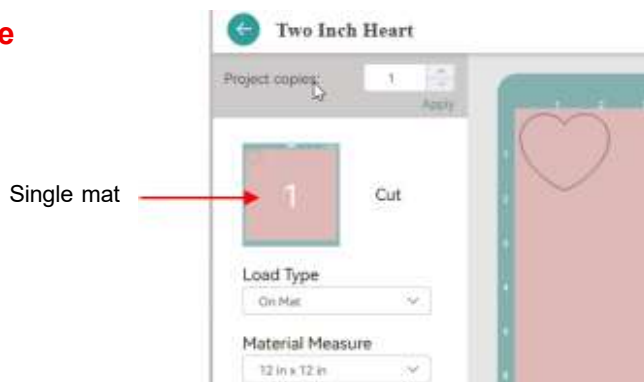 e
Two Inch Heart
Project copies:
1
Apply
Single mat
1
Cut
Load Type
On Mat
Material Measure
12 in x 12 in